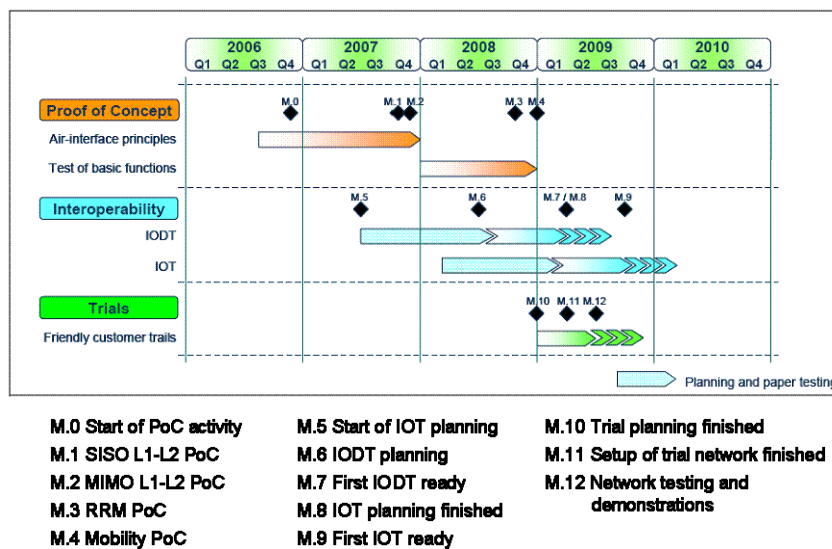 2006 2007 2008 2009 2010
Q1 Q2 Q3 Q4 Q1 Q2 Q3 Q4 Q1 Q2 Q3 Q4 Q1 Q2 Q3 Q4 Q1 Q2 Q3 Q4
Proof of Concept
M.0 M.1 M.2 M.3 M.4
Air-interface principles
Test of basic functions
Interoperability
M.5 M.6 M.7 / M.8 M.9
IODT
IOT
Trials
M.10 M.11 M.12
Friendly customer trails
Planning and paper testing
M.0 Start of PoC activity
M.1 SISO L1-L2 PoC
M.2 MIMO L1-L2 PoC
M.3 RRM PoC
M.4 Mobility PoC
M.5 Start of IOT planning
M.6 IODT planning
M.7 First IODT ready
M.8 IOT planning finished
M.9 First IOT ready
M.10 Trial planning finished
M.11 Setup of trial network finished
M.12 Network testing and
demonstrations